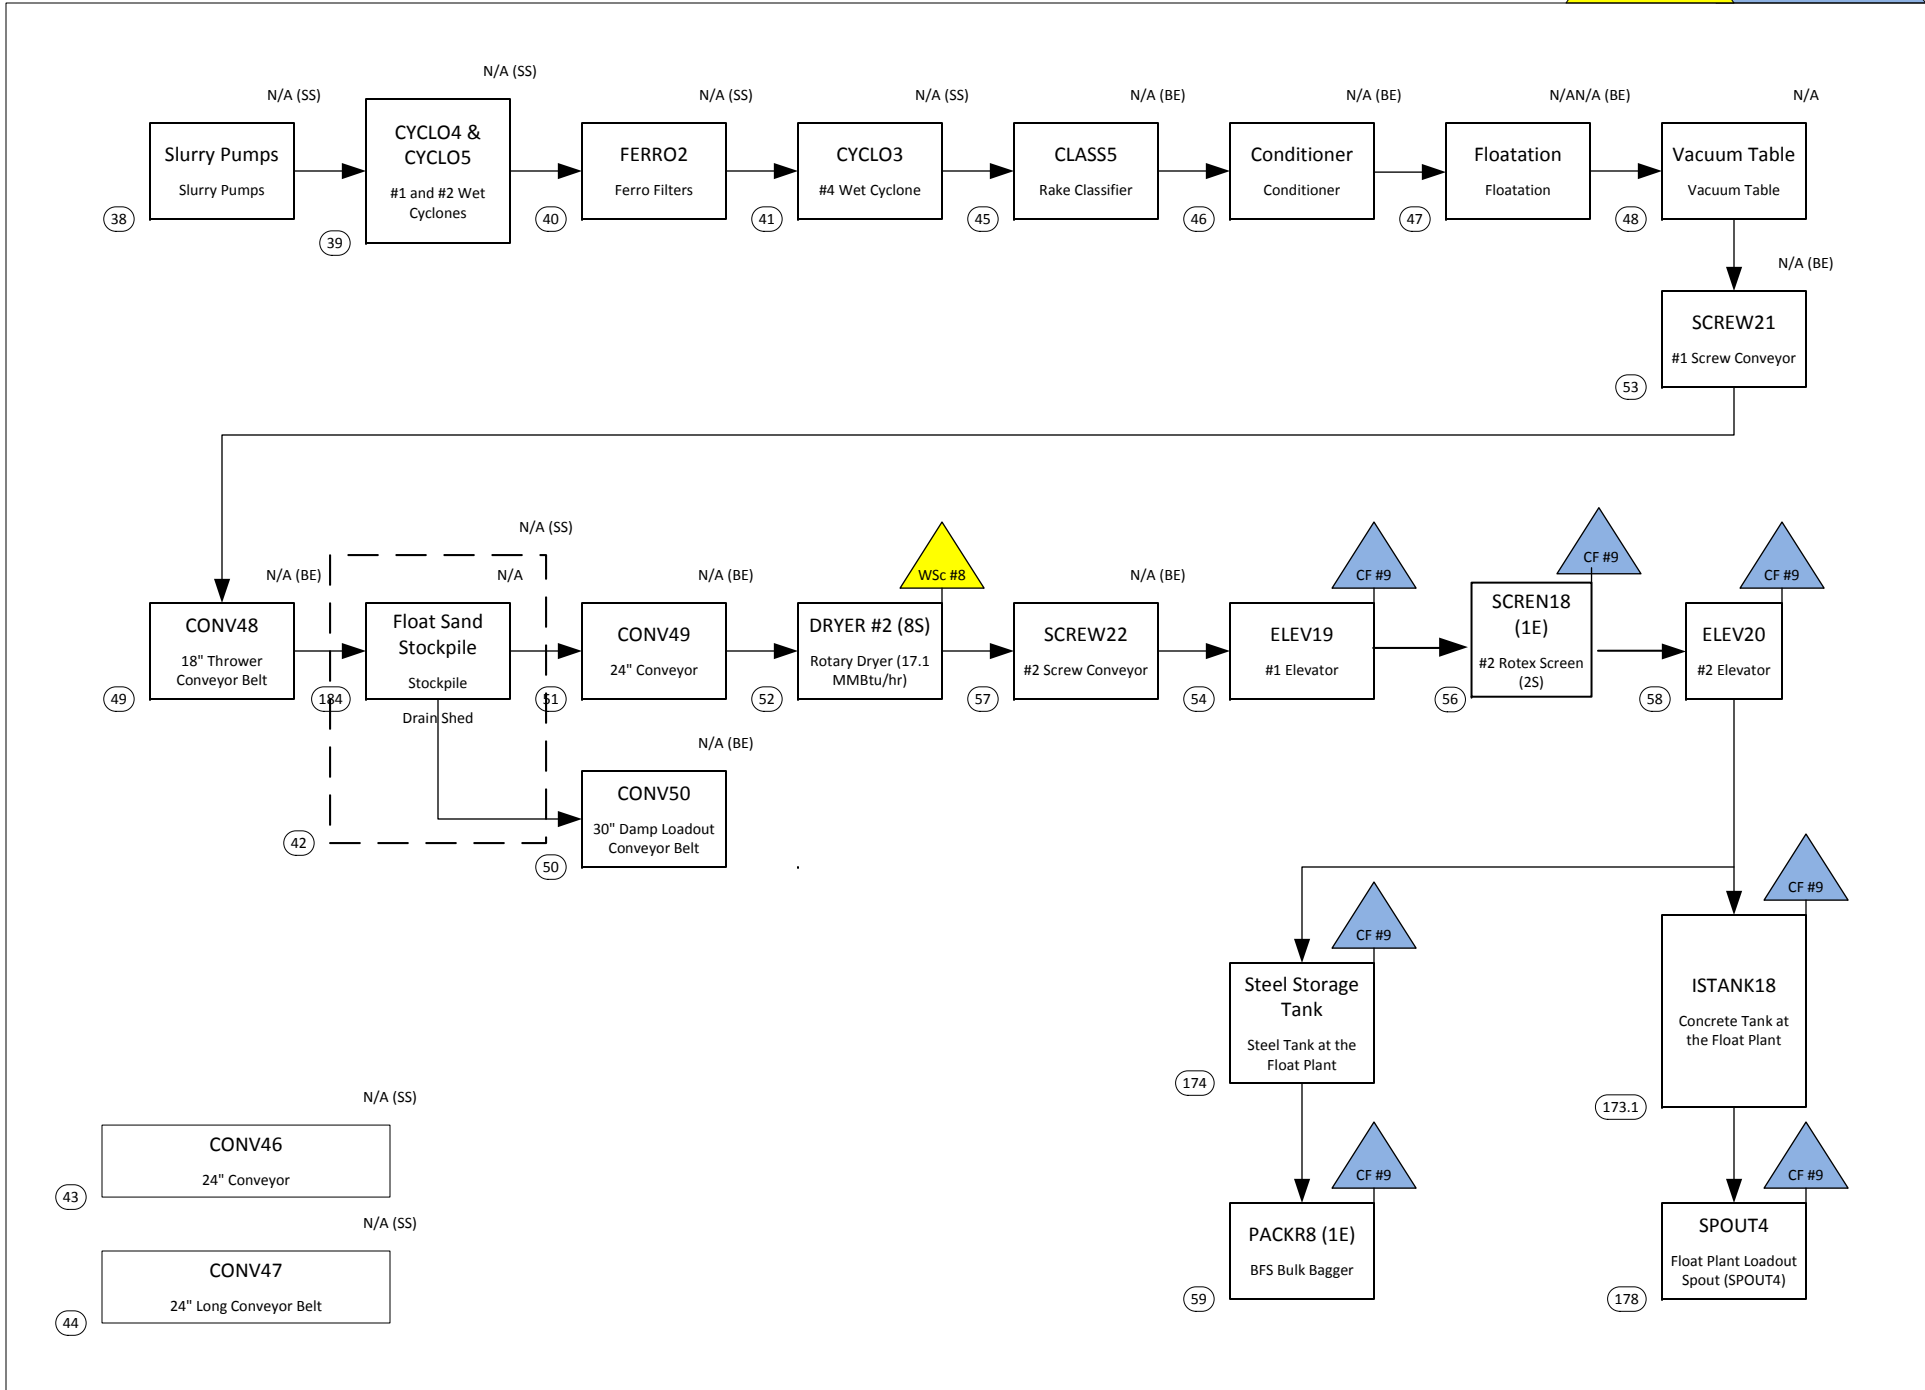 N/A (SS)
N/A (SS)
N/A (SS)
N/A (SS)
N/A (BE)
N/A (BE)
N/AN/A (BE)
N/A
Slurry Pumps
Slurry Pumps
38
CYCLO4 &
CYCLO5
#1 and #2 Wet
Cyclones
39
FERRO2
Ferro Filters
40
CYCLO3
#4 Wet Cyclone
41
CLASS5
Rake Classifier
45
Conditioner
Conditioner
46
Floatation
Floatation
47
Vacuum Table
Vacuum Table
48
N/A (BE)
SCREW21
#1 Screw Conveyor
53
N/A (BE)
CONV48
18" Thrower
Conveyor Belt
49
N/A (SS)
N/A
Float Sand
Stockpile
Stockpile
184
Drain Shed
42
N/A (BE)
CONV49
24" Conveyor
51
WSc #8
DRYER #2 (8S)
Rotary Dryer (17.1
MMBtu/hr)
52
N/A (BE)
SCREW22
#2 Screw Conveyor
57
CF #9
ELEV19
#1 Elevator
54
CF #9
SCREN18
(1E)
#2 Rotex Screen
(2S)
56
CF #9
ELEV20
#2 Elevator
58
N/A (BE)
CONV50
30" Damp Loadout
Conveyor Belt
50
CF #9
Steel Storage
Tank
Steel Tank at the
Float Plant
174
CF #9
ISTANK18
Concrete Tank at
the Float Plant
173.1
N/A (SS)
CONV46
24" Conveyor
43
N/A (SS)
CONV47
24" Long Conveyor Belt
44
CF #9
PACKR8 (1E)
BFS Bulk Bagger
59
CF #9
SPOUT4
Float Plant Loadout
Spout (SPOUT4)
178